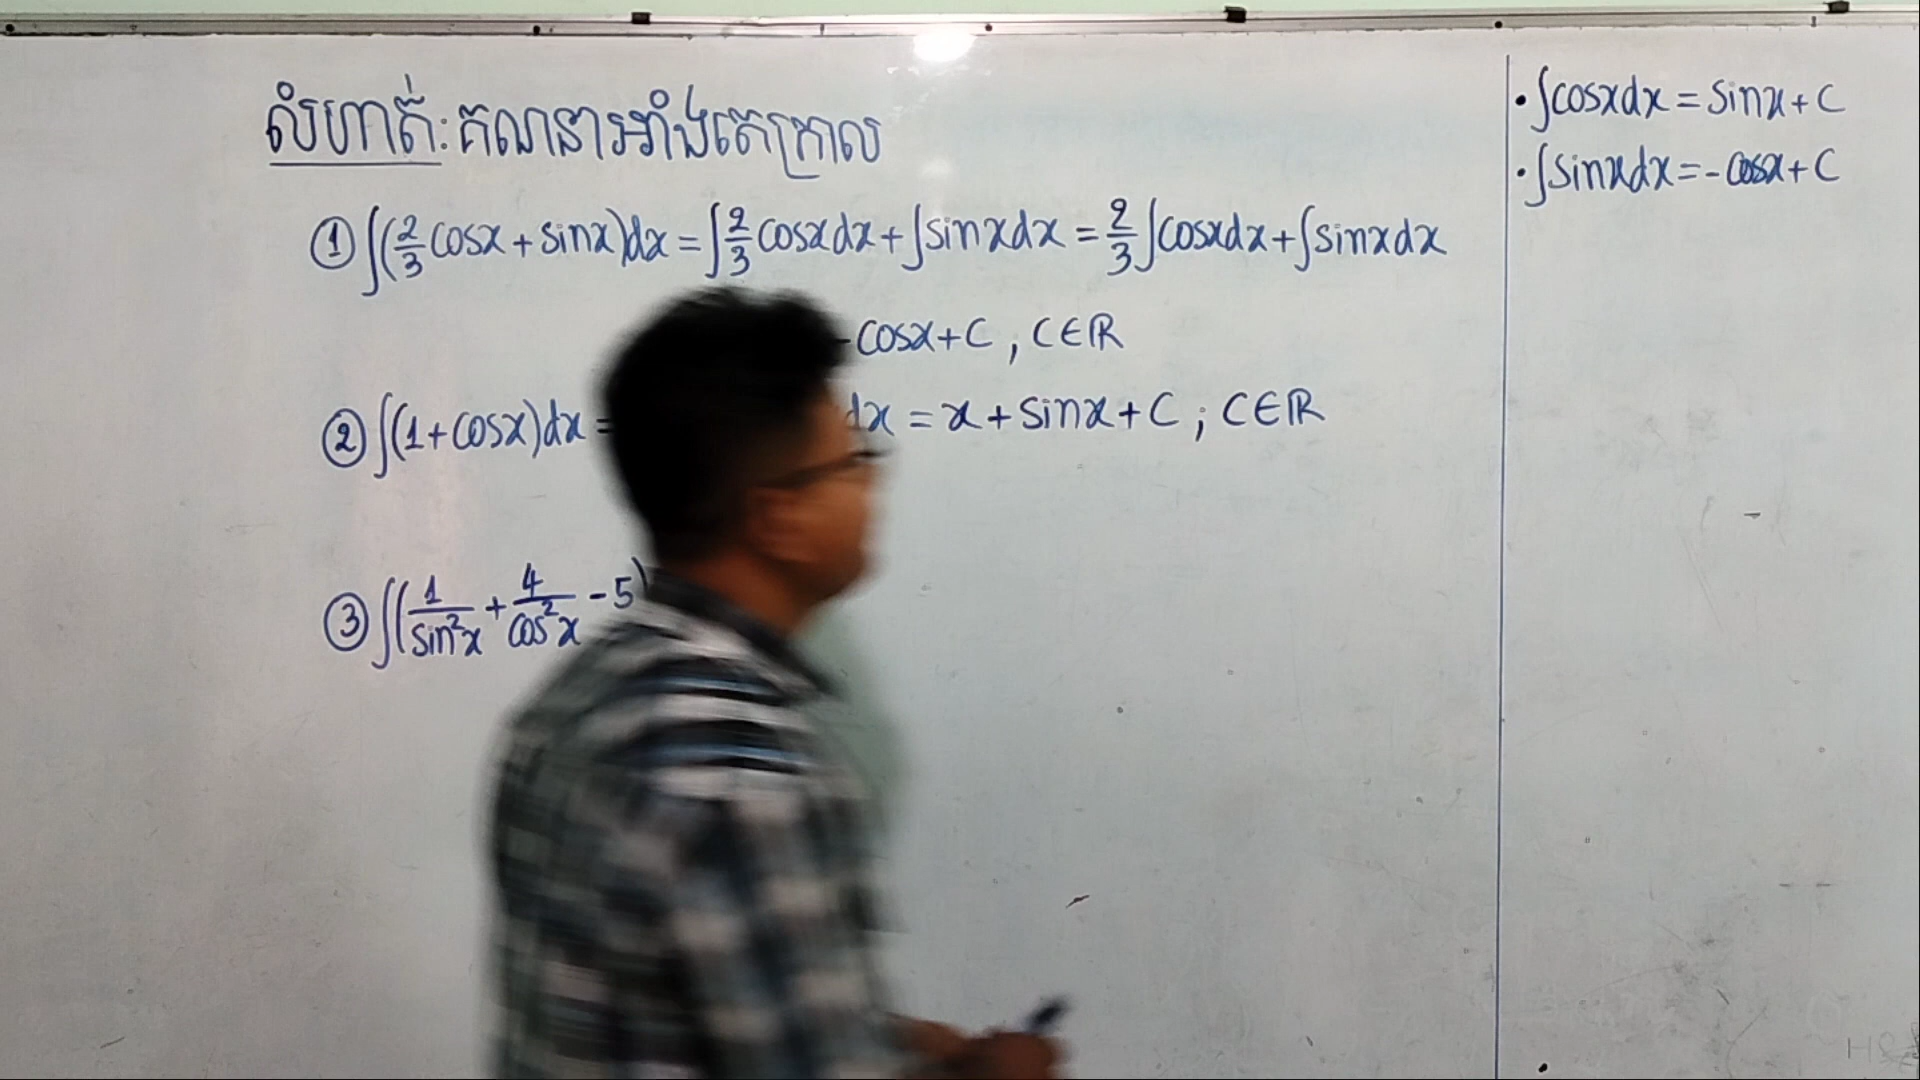 លំហាត់: គណនាអាំងតេក្រាល
① ∫(2/3 cosx + sinx)dx = ∫2/3 cosxdx + ∫sinxdx = 2/3 ∫cosxdx + ∫sinxdx
- cosx + C , C∈ℝ
② ∫(1+cosx)dx = dx = x + sinx + C ; C∈ℝ
③ ∫(1/sin²x + 4/cos²x - 5)
• ∫cosxdx = sinx + C
• ∫sinxdx = -cosx + C